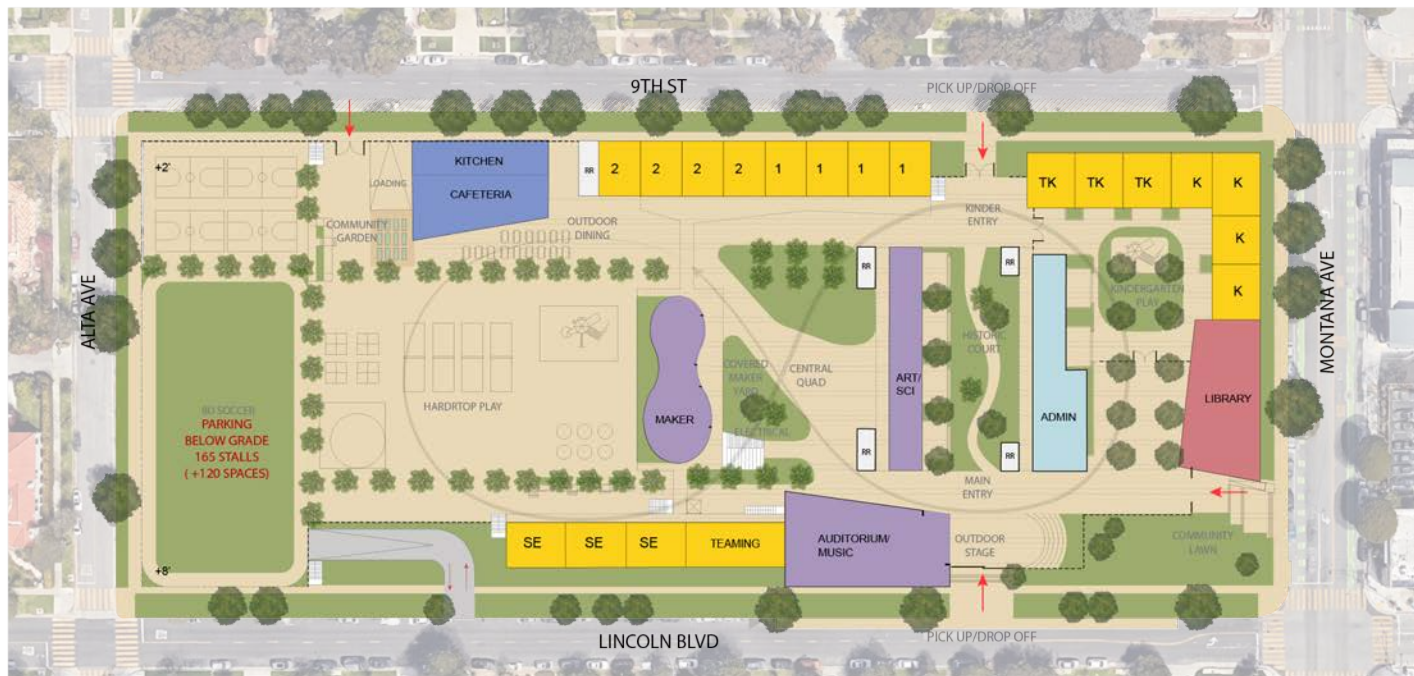 9TH ST
PICK UP/DROP OFF
+2'
LOADING
KITCHEN
CAFETERIA
RR
2
2
2
2
1
1
1
1
KINDER
ENTRY
TK
TK
TK
K
K
K
K
COMMUNITY
GARDEN
OUTDOOR
DINING
RR
RR
KINDERGARTEN
PLAY
ALTA AVE
MONTANA AVE
HISTORIC
COURT
COVERED
MAKER
YARD
CENTRAL
QUAD
ART/
SCI
ADMIN
LIBRARY
HARDRTOP PLAY
MAKER
ELECTRICAL
8U SOCCER
PARKING
BELOW GRADE
165 STALLS
( +120 SPACES)
RR
RR
MAIN
ENTRY
+8'
SE
SE
SE
TEAMING
AUDITORIUM/
MUSIC
OUTDOOR
STAGE
COMMUNITY
LAWN
LINCOLN BLVD
PICK UP/DROP OFF